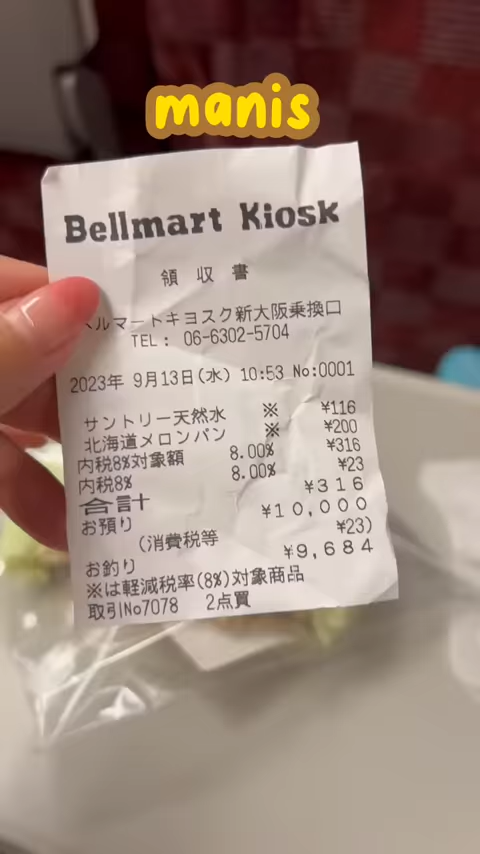 manis
Bellmart Kiosk
領収書
ベルマートキヨスク新大阪乗換口
TEL: 06-6302-5704
2023年 9月13日(水) 10:53 No:0001
サントリー天然水 ※ ¥116
北海道メロンパン ※ ¥200
内税8%対象額 8.00% ¥316
内税8% 8.00% ¥23
合計 ¥316
お預り ¥10,000
(消費税等 ¥23)
お釣り ¥9,684
※は軽減税率(8%)対象商品
取引No7078 2点買